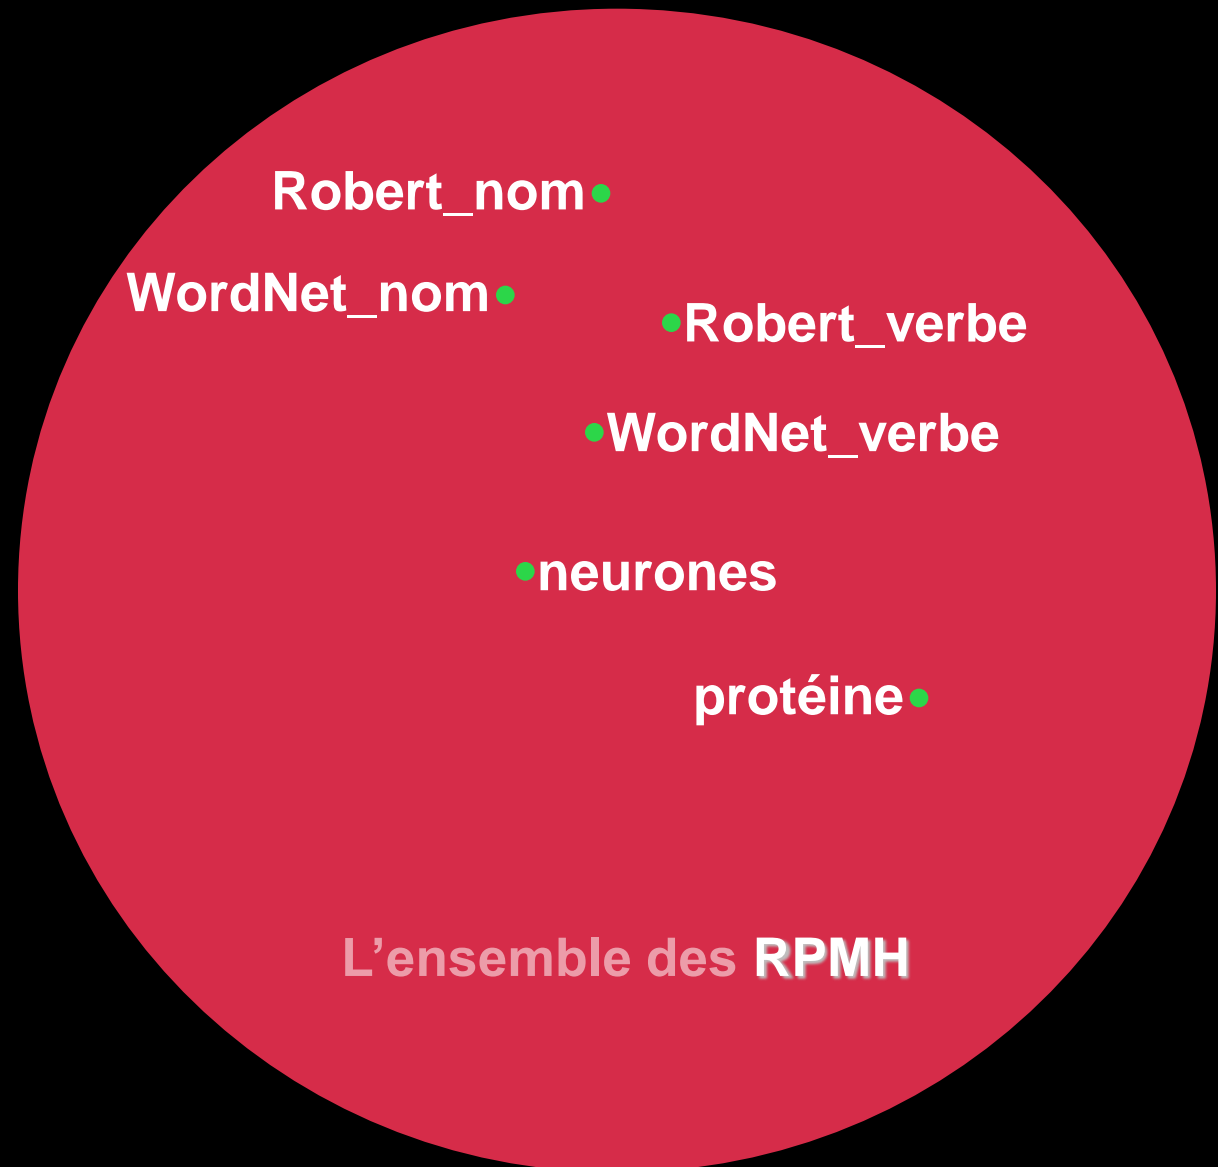 Robert_nom
WordNet_nom
Robert_verbe
WordNet_verbe
neurones
protéine
L’ensemble des RPMH